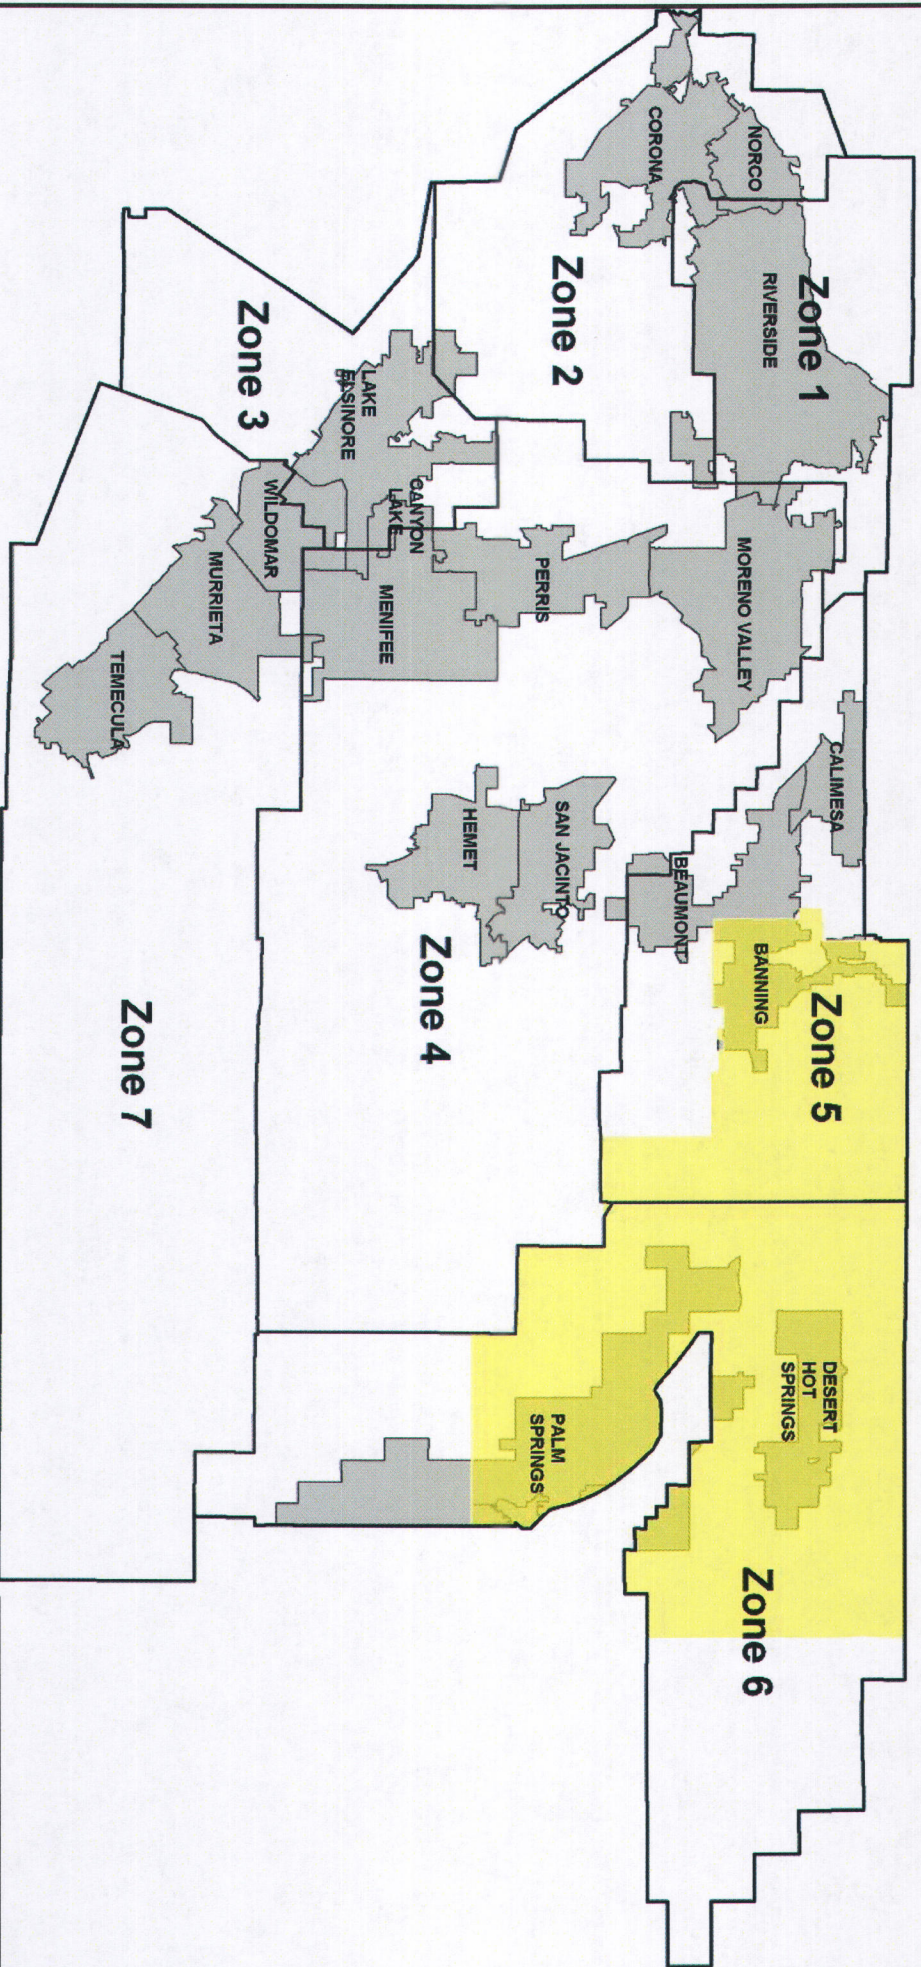 NORCO
CORONA
Zone 1
RIVERSIDE
Zone 2
Zone 3
LAKE
ELSINORE
CANYON
LAKE
WILDOMAR
MURRIETA
TEMECULA
MENIFEE
PERRIS
MORENO VALLEY
CALIMESA
BEAUMONT
SAN JACINTO
HEMET
Zone 4
BANNING
Zone 5
Zone 7
DESERT
HOT
SPRINGS
PALM
SPRINGS
Zone 6